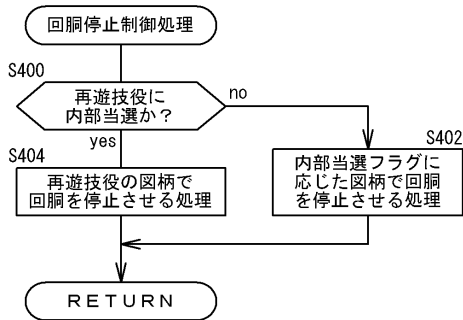 回胴停止制御処理
S400
再遊技役に
内部当選か？
no
yes
S402
内部当選フラグに
応じた図柄で回胴
を停止させる処理
S404
再遊技役の図柄で
回胴を停止させる処理
ＲＥＴＵＲＮ